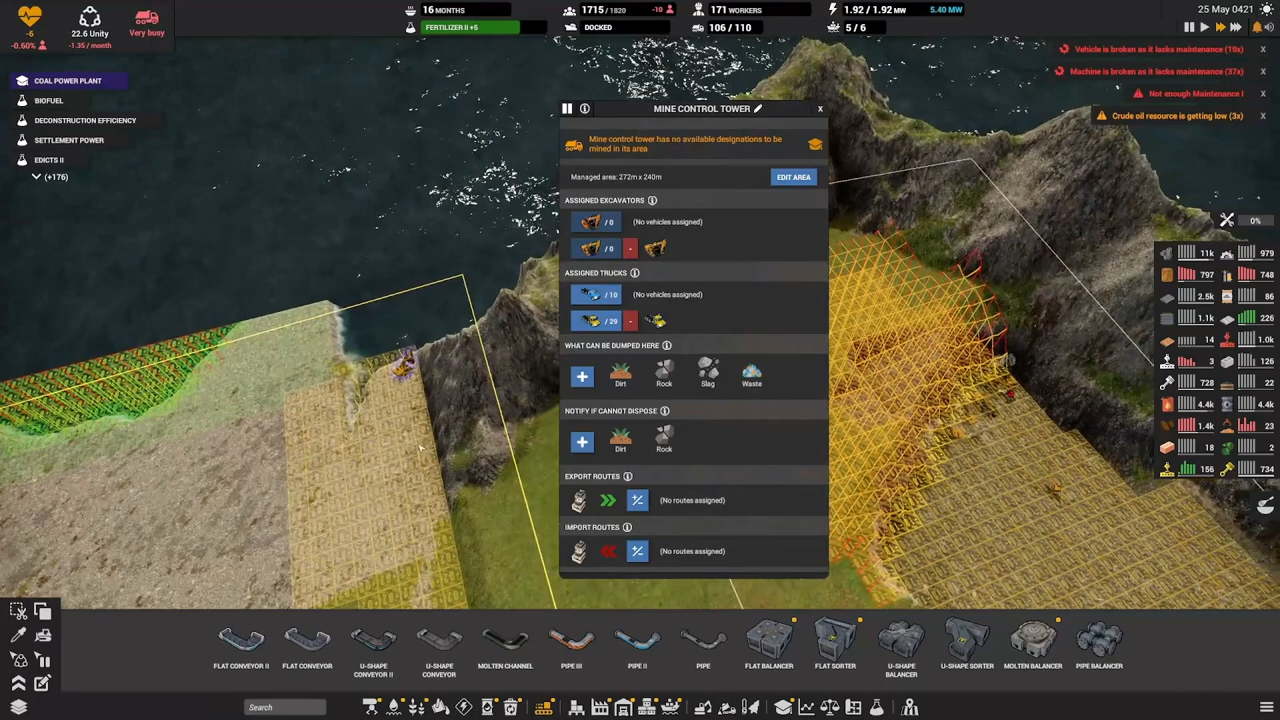 -6
-0.60%
22.6 Unity
-1.35 / month
Very busy
16 MONTHS
FERTILIZER II +5
1715 / 1820
-10
DOCKED
171 WORKERS
106 / 110
1.92 / 1.92 MW
5.40 MW
5 / 6
25 May 0421
Vehicle is broken as it lacks maintenance (19x)
X
Machine is broken as it lacks maintenance (37x)
X
Not enough Maintenance I
X
Crude oil resource is getting low (3x)
X
COAL POWER PLANT
BIOFUEL
DECONSTRUCTION EFFICIENCY
SETTLEMENT POWER
EDICTS II
(+176)
MINE CONTROL TOWER
X
Mine control tower has no available designations to be
mined in its area
Managed area: 272m x 240m
EDIT AREA
ASSIGNED EXCAVATORS
/ 0
(No vehicles assigned)
/ 0
-
ASSIGNED TRUCKS
/ 10
(No vehicles assigned)
/ 29
-
WHAT CAN BE DUMPED HERE
Dirt
Rock
Slag
Waste
NOTIFY IF CANNOT DISPOSE
Dirt
Rock
EXPORT ROUTES
(No routes assigned)
IMPORT ROUTES
(No routes assigned)
0%
11k
979
797
748
2.5k
86
1.1k
226
14
1.0k
3
126
728
22
4.4k
4.4k
1.4k
23
18
2
156
734
FLAT CONVEYOR II
FLAT CONVEYOR
U-SHAPE
CONVEYOR II
U-SHAPE
CONVEYOR
MOLTEN CHANNEL
PIPE III
PIPE II
PIPE
FLAT BALANCER
FLAT SORTER
U-SHAPE
BALANCER
U-SHAPE SORTER
MOLTEN BALANCER
PIPE BALANCER
Search